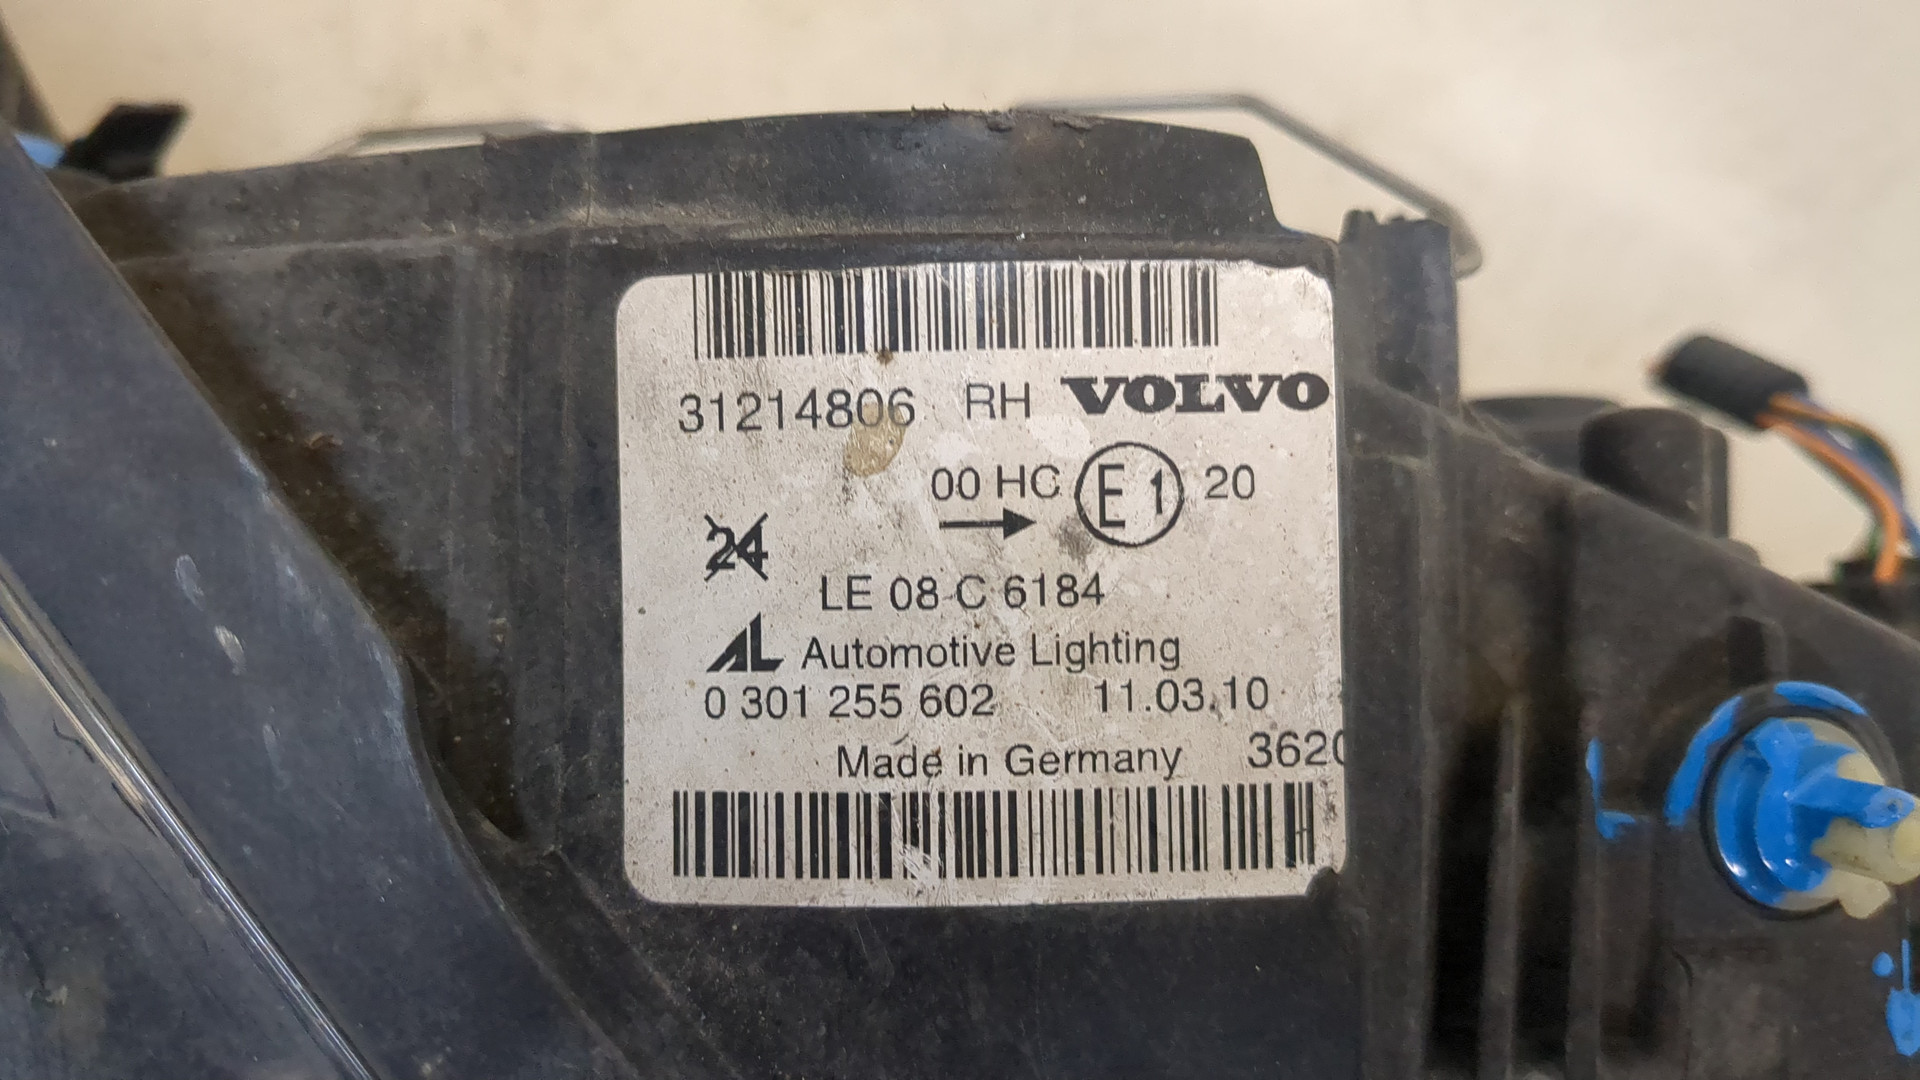 31214806 RH VOLVO
00 HC E1 20
24
LE 08 C 6184
AL Automotive Lighting
0 301 255 602 11.03.10
Made in Germany 3620